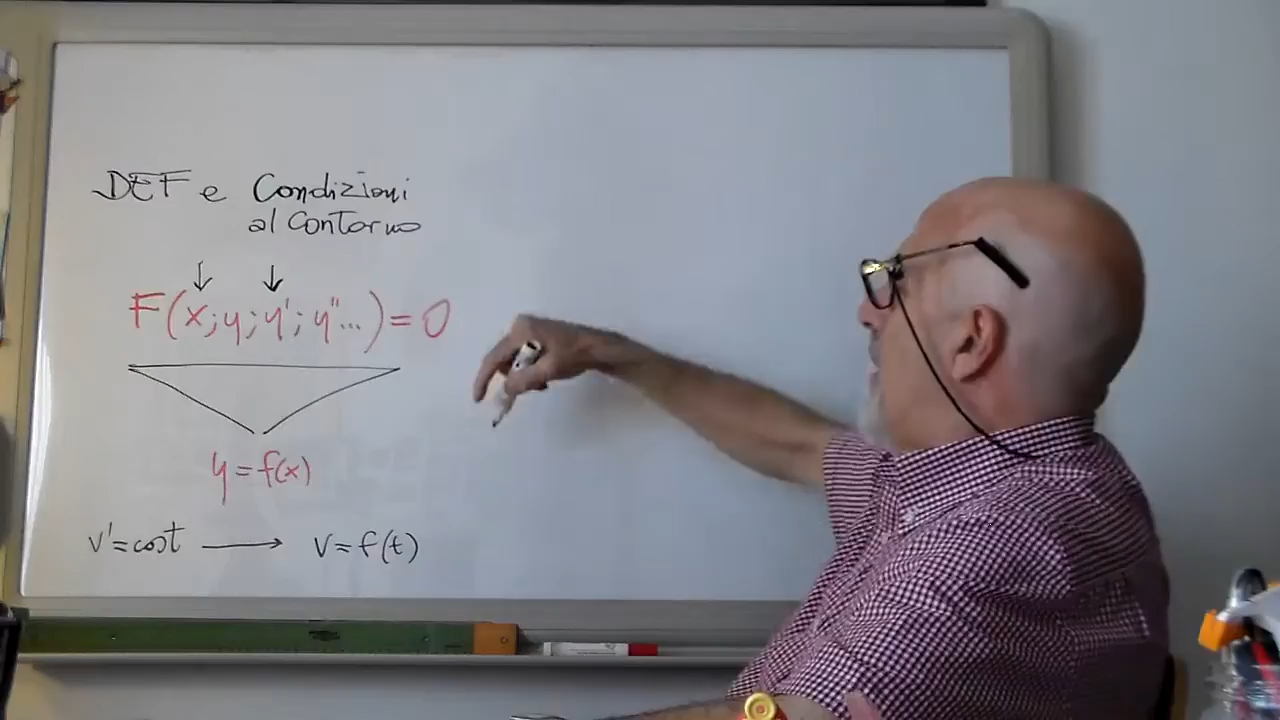 DEF e Condizioni
al contorno
↓ ↓
F(x;y;y';y''...)=0
y=f(x)
v'=cost → v=f(t)